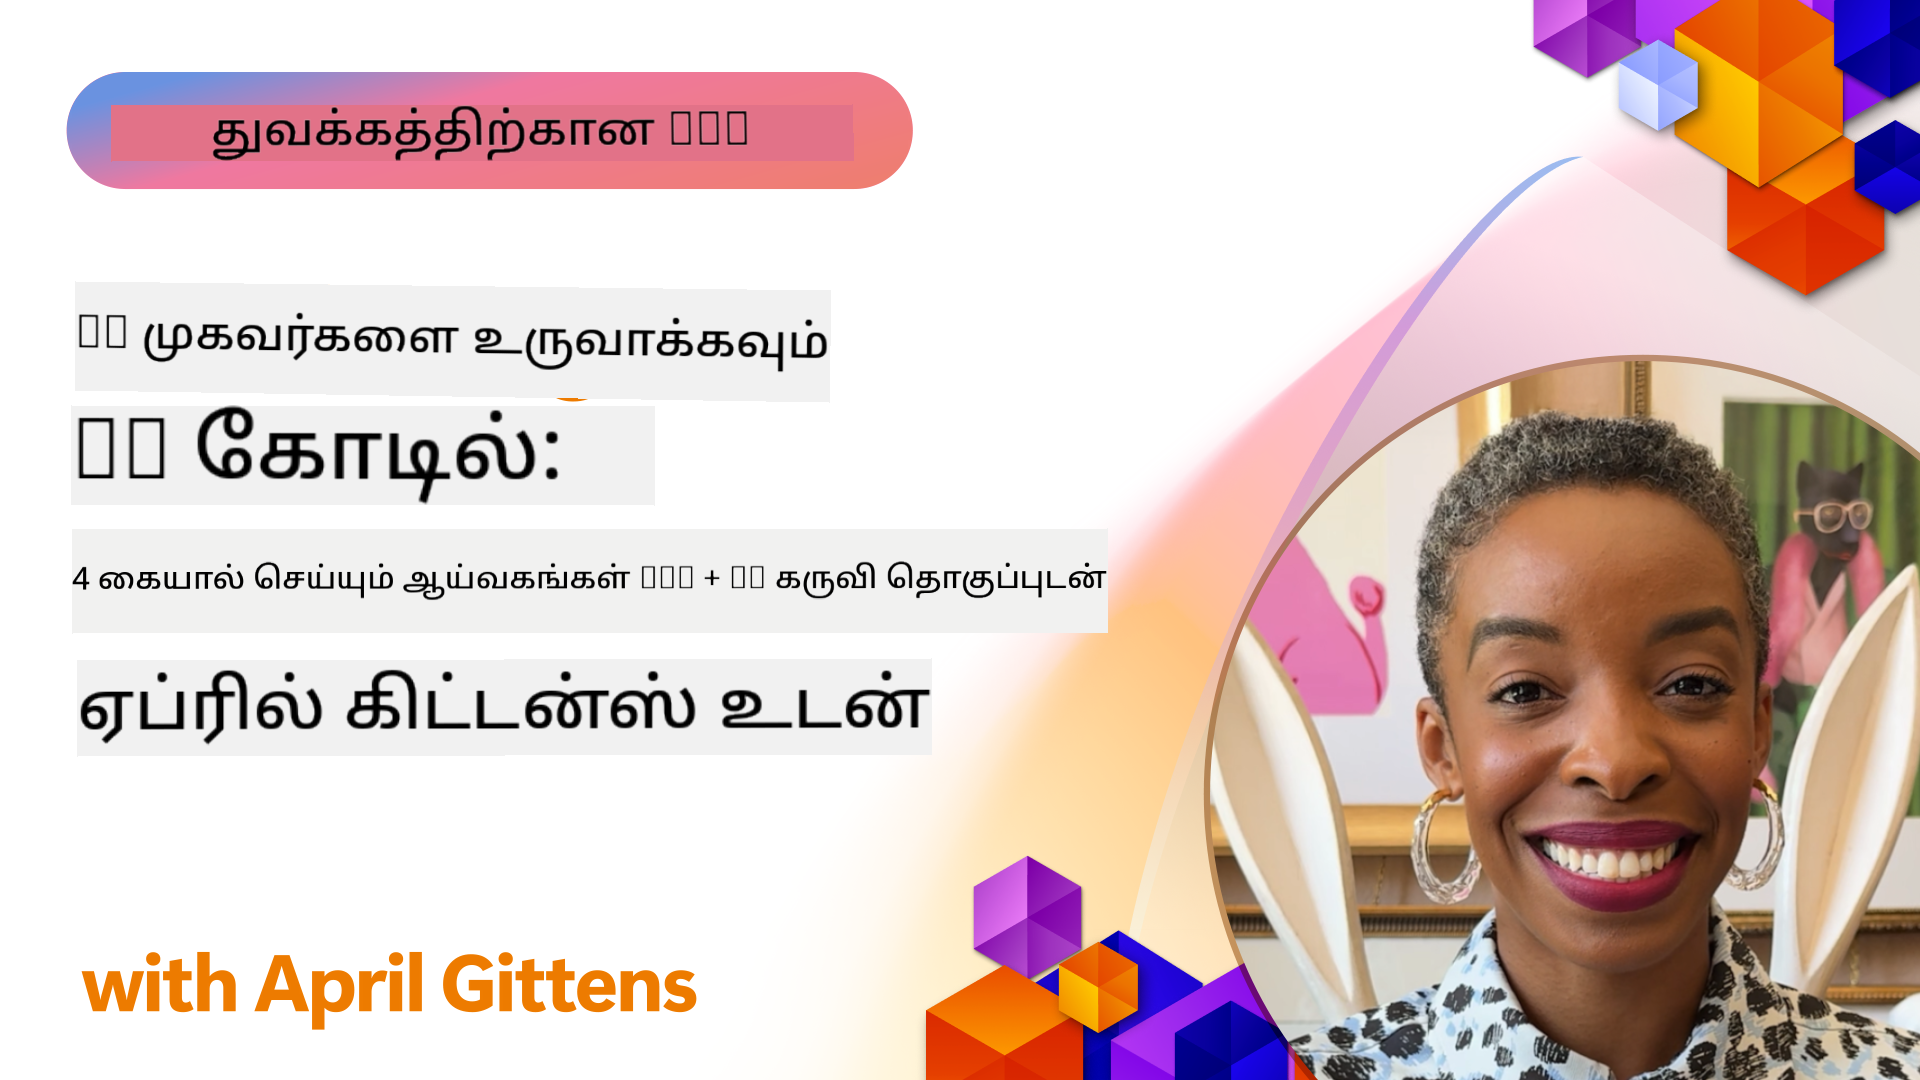 துவக்கத்திற்கான
முகவர்களை உருவாக்கவும்
கோடில்:
4 கையால் செய்யும் ஆய்வகங்கள் + கருவி தொகுப்புடன்
ஏப்ரில் கிட்டன்ஸ் உடன்
with April Gittens